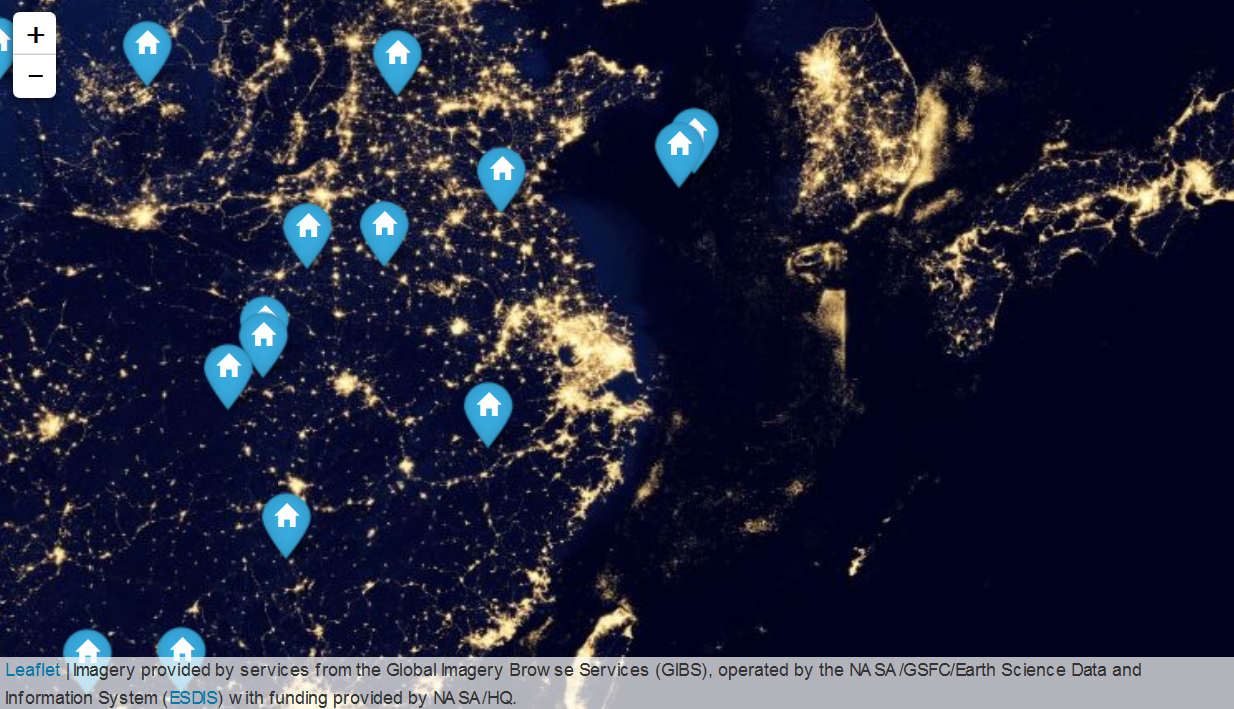 +
−
Leaflet | Imagery provided by services from the Global Imagery Browse Services (GIBS), operated by the NASA/GSFC/Earth Science Data and
Information System (ESDIS) with funding provided by NASA/HQ.